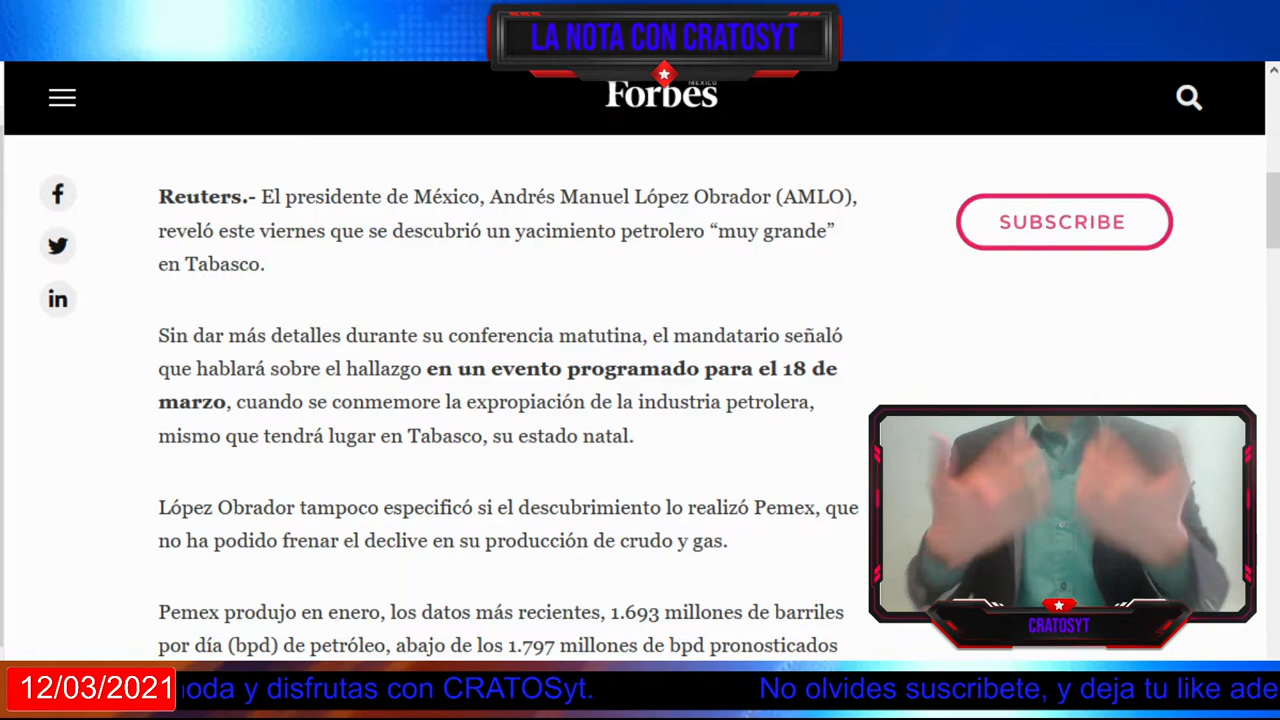 LA NOTA CON CRATOSYT
MÉXICO
Forbes
Reuters.- El presidente de México, Andrés Manuel López Obrador (AMLO),
reveló este viernes que se descubrió un yacimiento petrolero “muy grande”
en Tabasco.
SUBSCRIBE
Sin dar más detalles durante su conferencia matutina, el mandatario señaló
que hablará sobre el hallazgo en un evento programado para el 18 de
marzo, cuando se conmemore la expropiación de la industria petrolera,
mismo que tendrá lugar en Tabasco, su estado natal.
López Obrador tampoco especificó si el descubrimiento lo realizó Pemex, que
no ha podido frenar el declive en su producción de crudo y gas.
Pemex produjo en enero, los datos más recientes, 1.693 millones de barriles
por día (bpd) de petróleo, abajo de los 1.797 millones de bpd pronosticados
CRATOSYT
12/03/2021
y disfrutas con CRATOSyt.
No olvides suscribete, y deja tu like